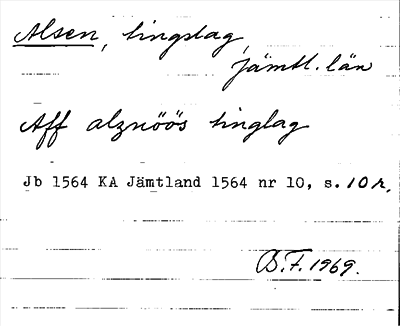 Alsen, tingslag,
jämtl. län
Aff alznöös tinglag
Jb 1564 KA Jämtland 1564 nr 10, s. 10 r,
B.F. 1969.